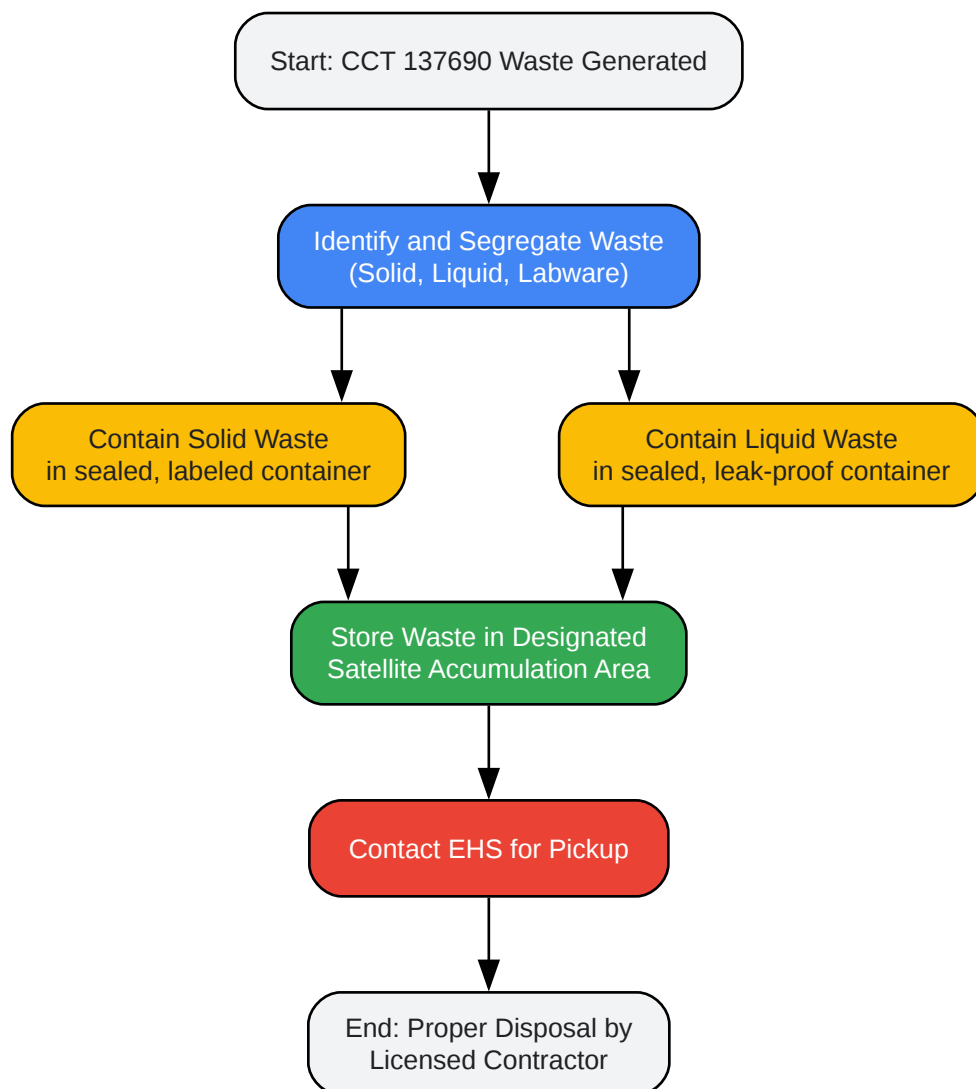 Start: CCT 137690 Waste Generated
Identify and Segregate Waste
(Solid, Liquid, Labware)
Contain Solid Waste
in sealed, labeled container
Contain Liquid Waste
in sealed, leak-proof container
Store Waste in Designated
Satellite Accumulation Area
Contact EHS for Pickup
End: Proper Disposal by
Licensed Contractor